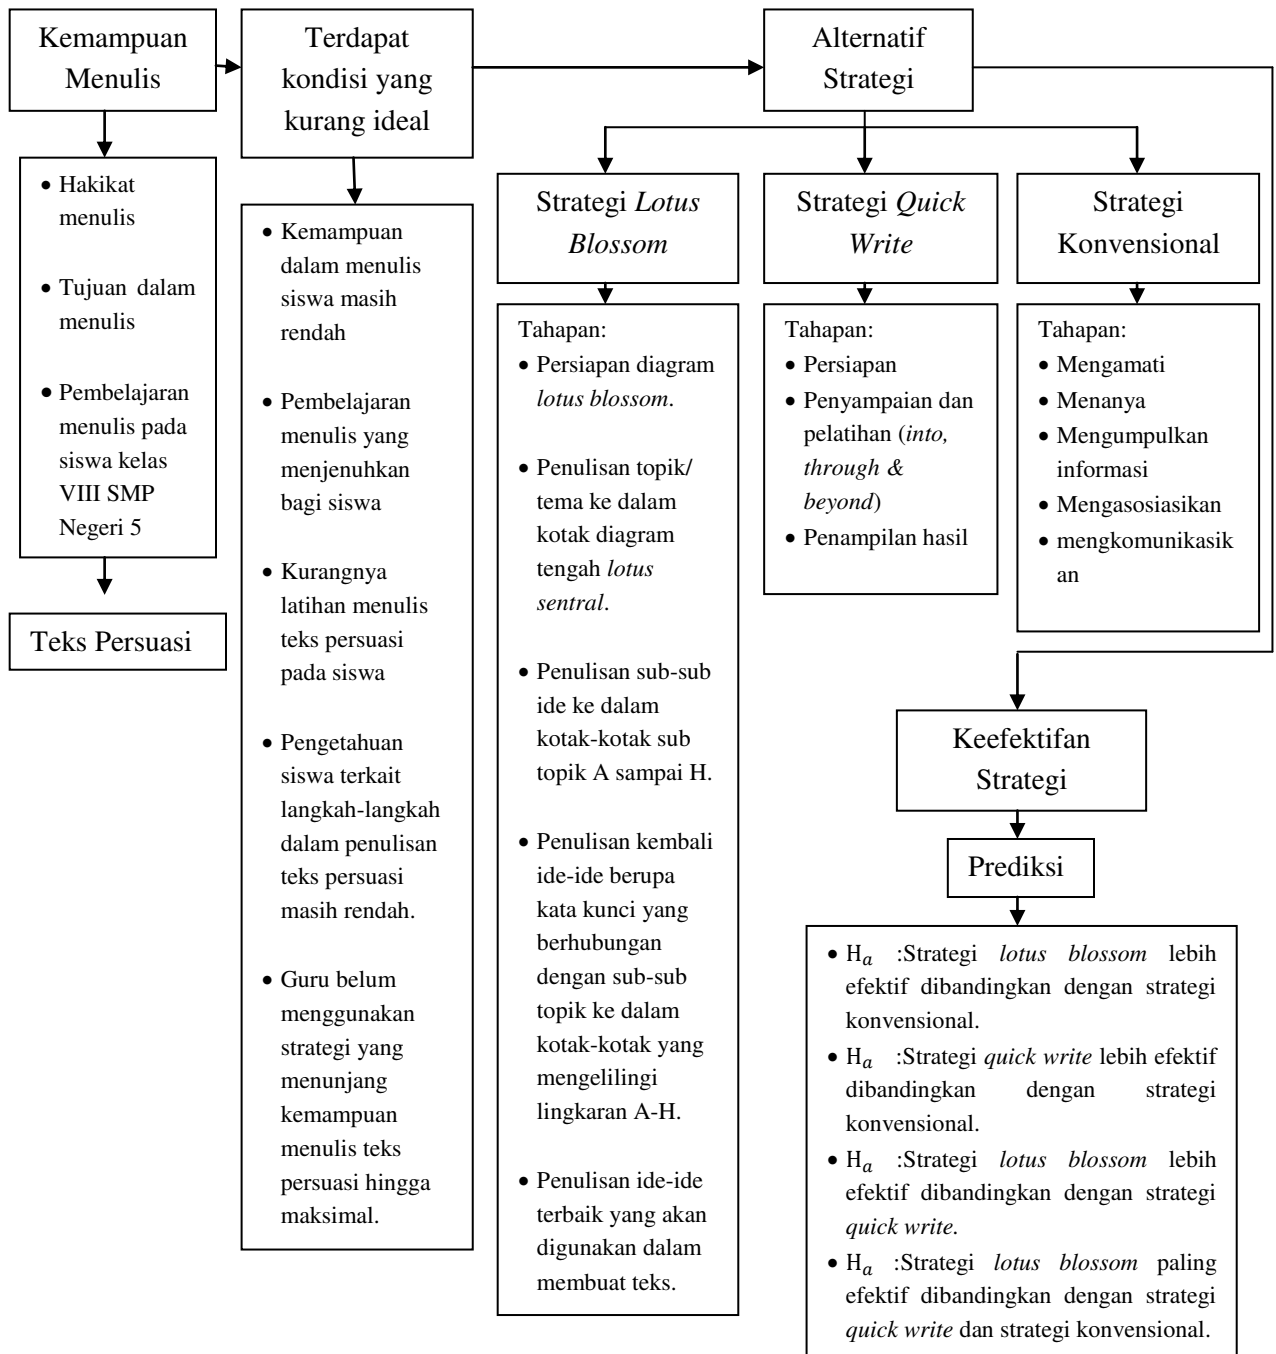 Kemampuan
Menulis
Terdapat
kondisi yang
kurang ideal
Alternatif
Strategi
• Hakikat
menulis
• Tujuan dalam
menulis
• Pembelajaran
menulis pada
siswa kelas
VIII SMP
Negeri 5
Teks Persuasi
• Kemampuan
dalam menulis
siswa masih
rendah
• Pembelajaran
menulis yang
menjenuhkan
bagi siswa
• Kurangnya
latihan menulis
teks persuasi
pada siswa
• Pengetahuan
siswa terkait
langkah-langkah
dalam penulisan
teks persuasi
masih rendah.
• Guru belum
menggunakan
strategi yang
menunjang
kemampuan
menulis teks
persuasi hingga
maksimal.
Strategi Lotus
Blossom
Tahapan:
• Persiapan diagram
lotus blossom.
• Penulisan topik/
tema ke dalam
kotak diagram
tengah lotus
sentral.
• Penulisan sub-sub
ide ke dalam
kotak-kotak sub
topik A sampai H.
• Penulisan kembali
ide-ide berupa
kata kunci yang
berhubungan
dengan sub-sub
topik ke dalam
kotak-kotak yang
mengelilingi
lingkaran A-H.
• Penulisan ide-ide
terbaik yang akan
digunakan dalam
membuat teks.
Strategi Quick
Write
Tahapan:
• Persiapan
• Penyampaian dan
pelatihan (into,
through &
beyond)
• Penampilan hasil
Strategi
Konvensional
Tahapan:
• Mengamati
• Menanya
• Mengumpulkan
informasi
• Mengasosiasikan
• mengkomunikasik
an
Keefektifan
Strategi
Prediksi
• Hₐ :Strategi lotus blossom lebih
efektif dibandingkan dengan strategi
konvensional.
• Hₐ :Strategi quick write lebih efektif
dibandingkan dengan strategi
konvensional.
• Hₐ :Strategi lotus blossom lebih
efektif dibandingkan dengan strategi
quick write.
• Hₐ :Strategi lotus blossom paling
efektif dibandingkan dengan strategi
quick write dan strategi konvensional.